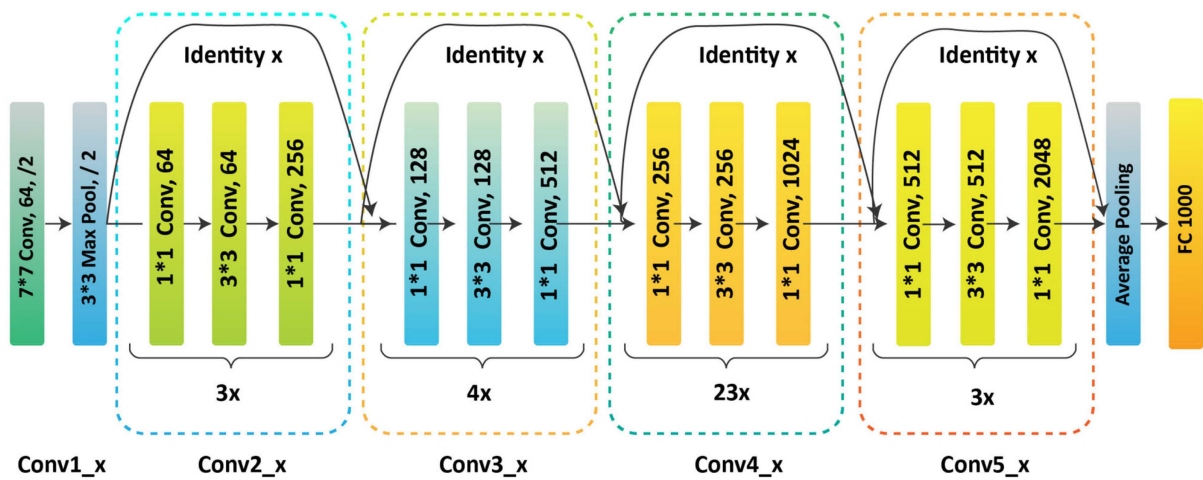 Identity x
Identity x
Identity x
Identity x
7*7 Conv, 64, /2
3*3 Max Pool, / 2
1*1 Conv, 64
3*3 Conv, 64
1*1 Conv, 256
1*1 Conv, 128
3*3 Conv, 128
1*1 Conv, 512
1*1 Conv, 256
3*3 Conv, 256
1*1 Conv, 1024
1*1 Conv, 512
3*3 Conv, 512
1*1 Conv, 2048
Average Pooling
FC 1000
3x
4x
23x
3x
Conv1_x
Conv2_x
Conv3_x
Conv4_x
Conv5_x